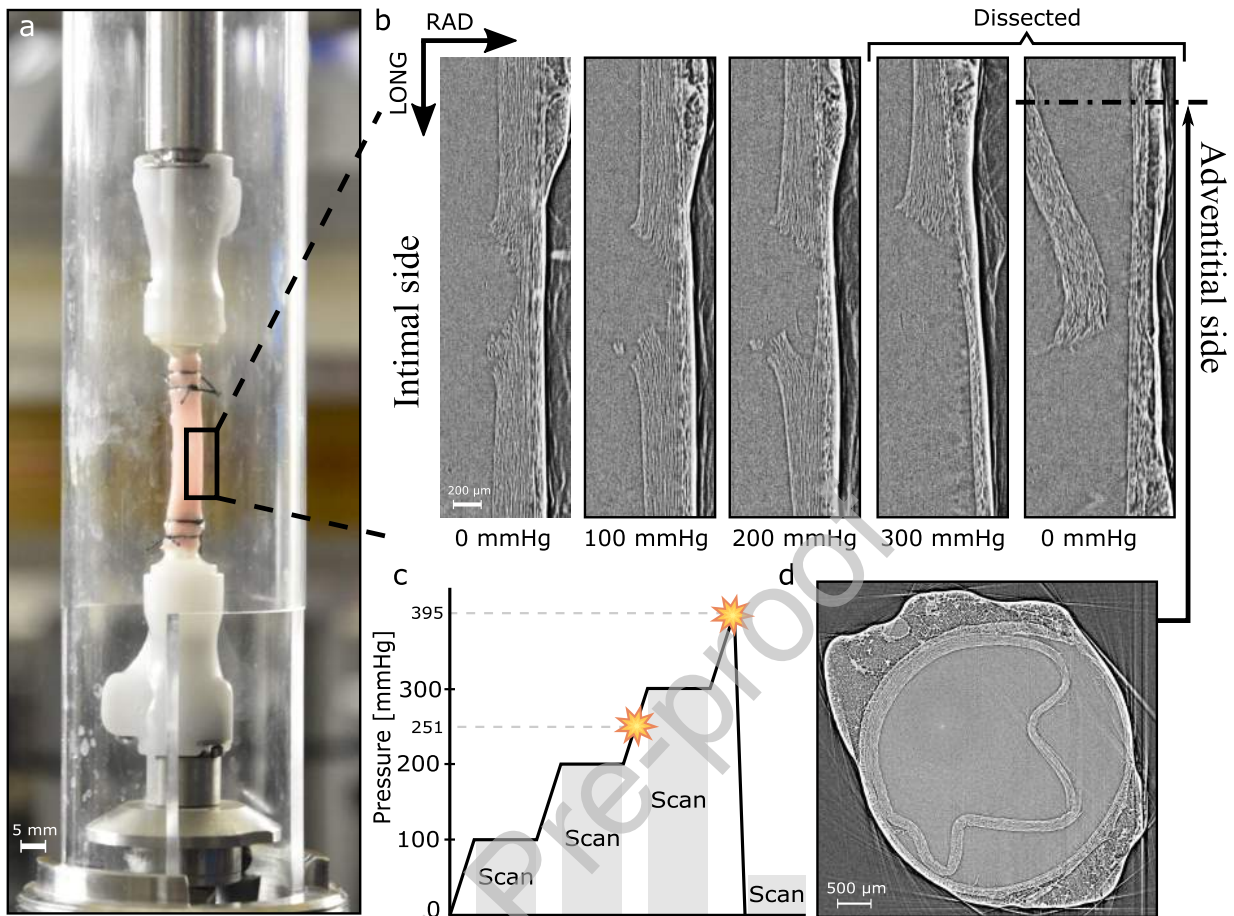 a
5 mm
b
RAD
LONG
Dissected
Intimal side
Adventitial side
200 µm
0 mmHg
100 mmHg
200 mmHg
300 mmHg
0 mmHg
c
Pressure [mmHg]
395
300
251
200
100
0
Scan
Scan
Scan
Scan
d
500 µm
Pre-proof